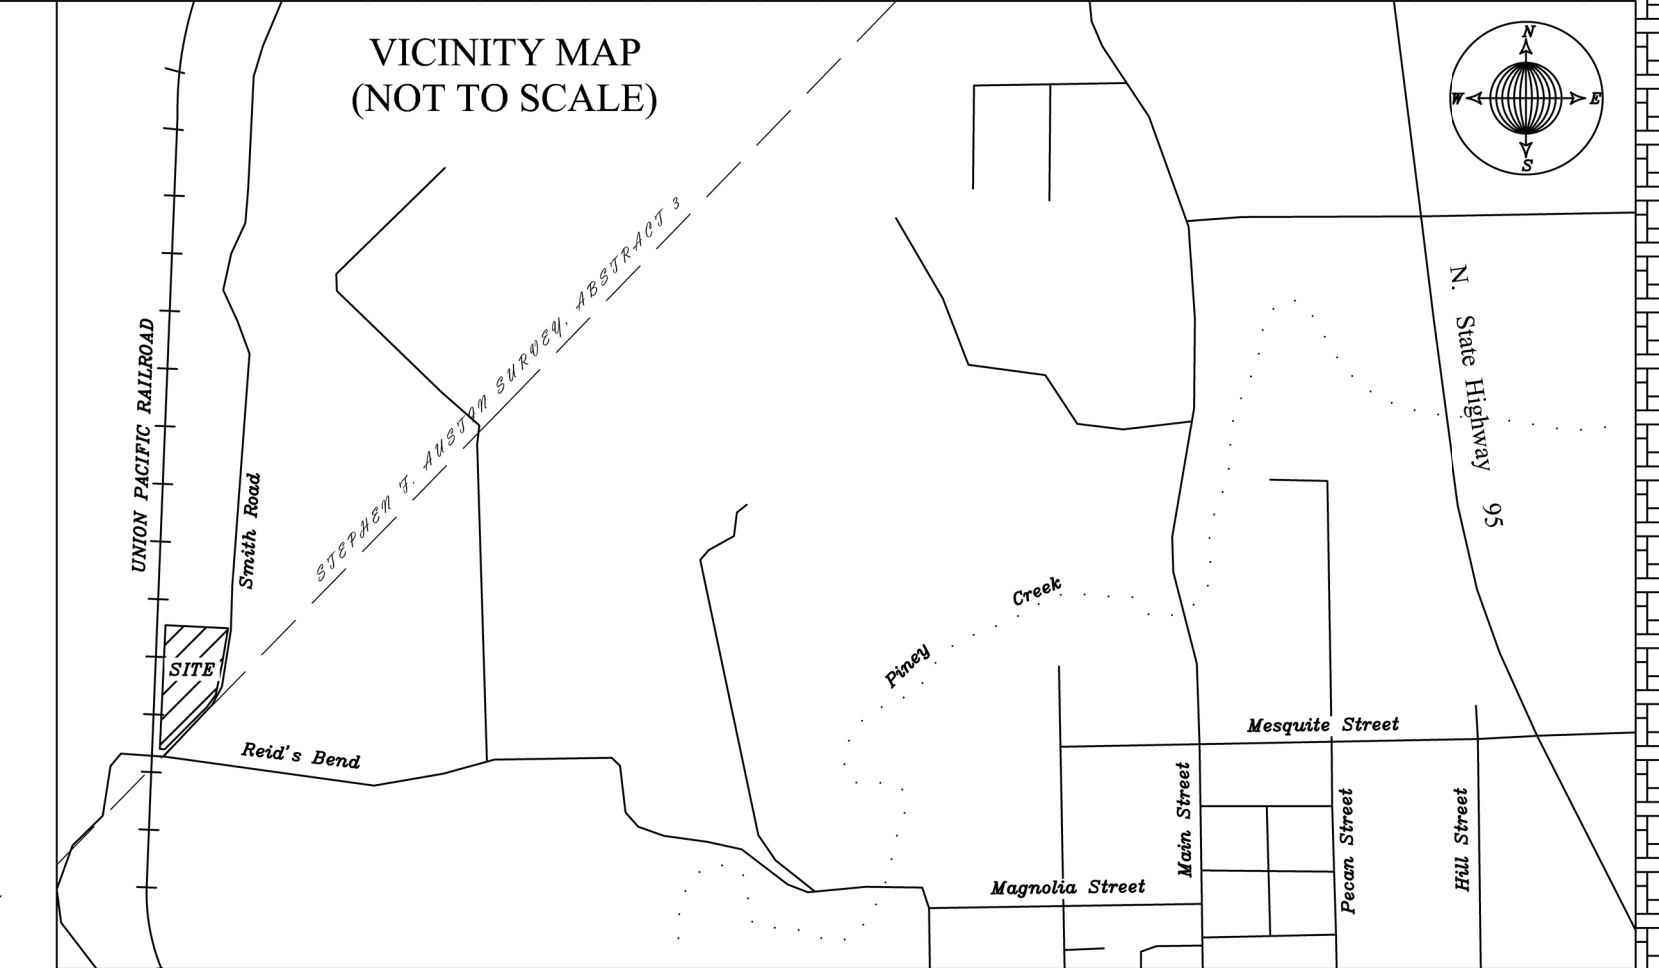 VICINITY MAP
(NOT TO SCALE)
N
W E
S
STEPHEN F. AUSTIN SURVEY, ABSTRACT 3
N. State Highway 95
UNION PACIFIC RAILROAD
Smith Road
Piney Creek
SITE
Reid's Bend
Mesquite Street
Main Street
Pecan Street
Hill Street
Magnolia Street